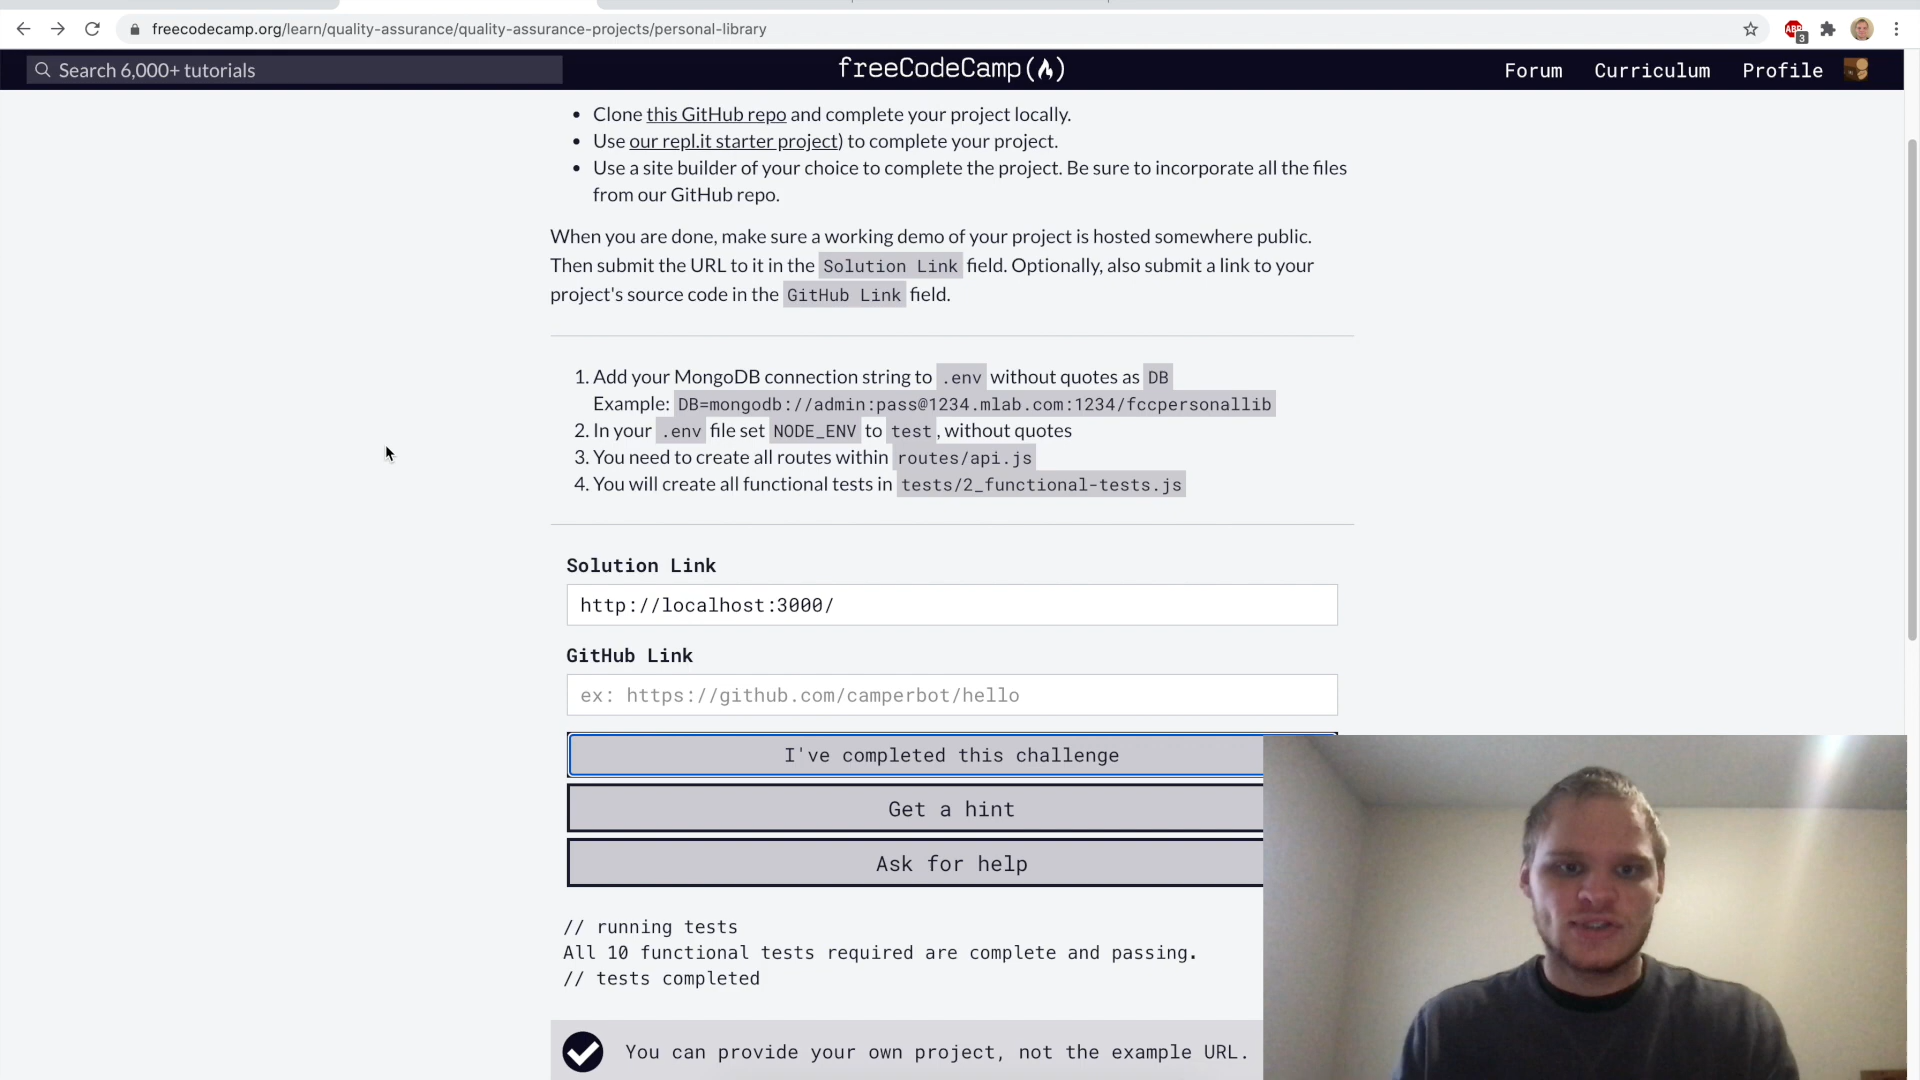 freecodecamp.org/learn/quality-assurance/quality-assurance-projects/personal-library
ABP
3
Search 6,000+ tutorials
freeCodeCamp
Forum
Curriculum
Profile
Clone this GitHub repo and complete your project locally.
Use our repl.it starter project) to complete your project.
Use a site builder of your choice to complete the project. Be sure to incorporate all the files
from our GitHub repo.
When you are done, make sure a working demo of your project is hosted somewhere public.
Then submit the URL to it in the Solution Link field. Optionally, also submit a link to your
project's source code in the GitHub Link field.
1. Add your MongoDB connection string to .env without quotes as DB
Example: DB=mongodb://admin:pass@1234.mlab.com:1234/fccpersonallib
2. In your .env file set NODE_ENV to test, without quotes
3. You need to create all routes within routes/api.js
4. You will create all functional tests in tests/2_functional-tests.js
Solution Link
http://localhost:3000/
GitHub Link
ex: https://github.com/camperbot/hello
I've completed this challenge
Get a hint
Ask for help
// running tests
All 10 functional tests required are complete and passing.
// tests completed
You can provide your own project, not the example URL.